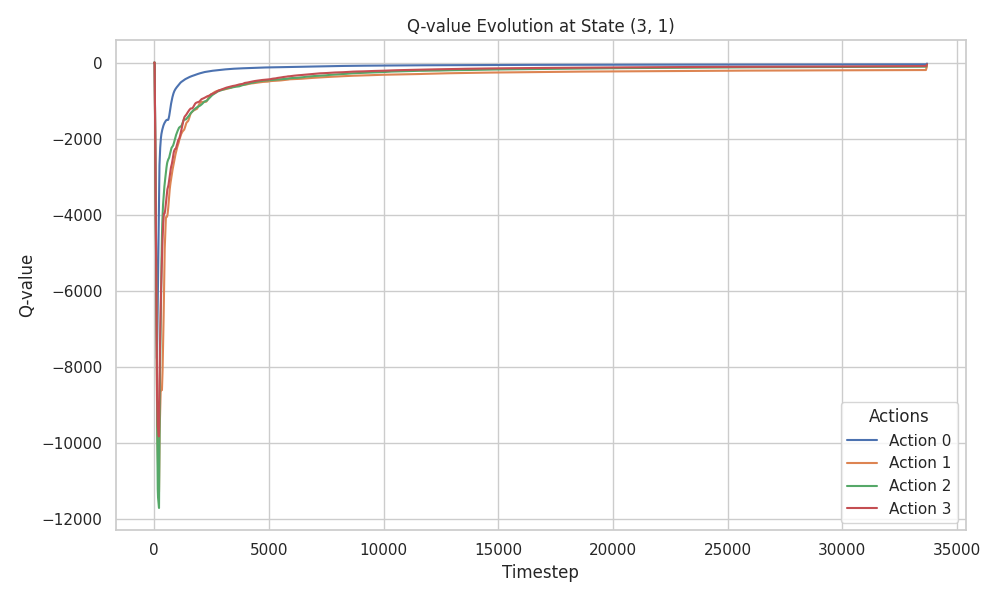 Q-value Evolution at State (3, 1)
0
−2000
−4000
−6000
−8000
−10000
−12000
Q-value
Actions
Action 0
Action 1
Action 2
Action 3
0 5000 10000 15000 20000 25000 30000 35000
Timestep